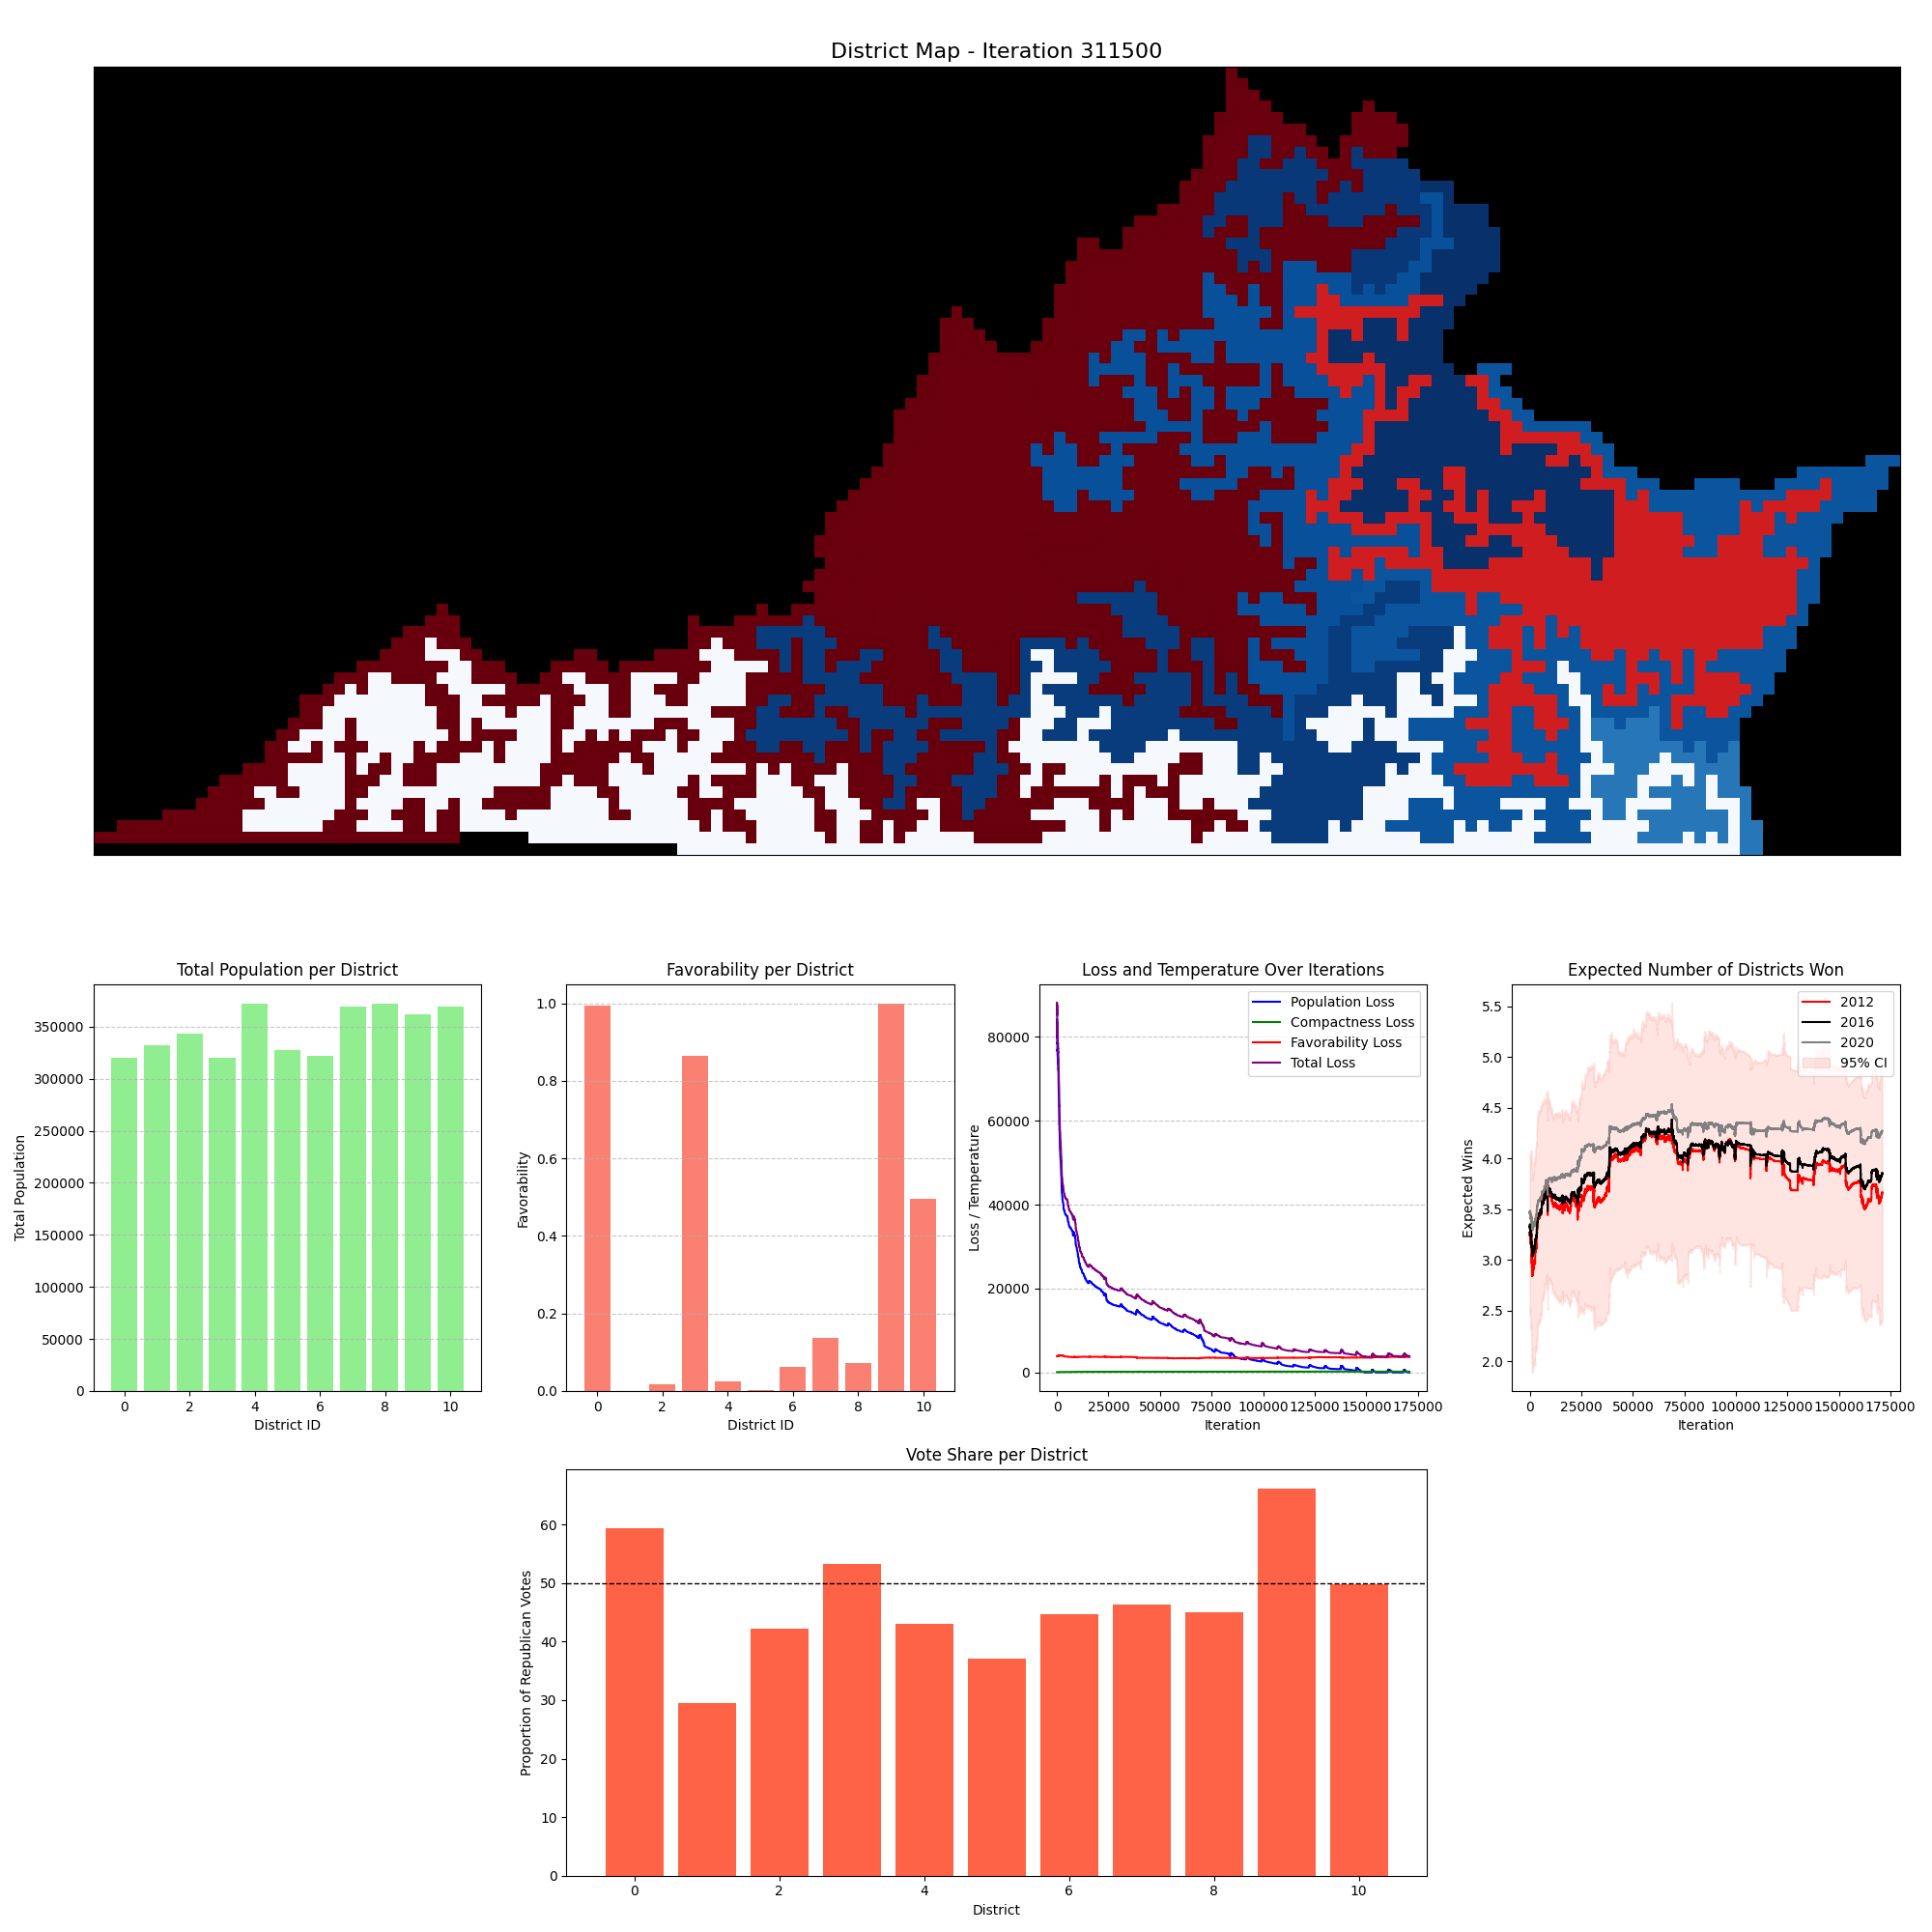 District Map - Iteration 311500
Total Population per District
Total Population
350000
300000
250000
200000
150000
100000
50000
0
0 2 4 6 8 10
District ID
Favorability per District
Favorability
1.0
0.8
0.6
0.4
0.2
0.0
0 2 4 6 8 10
District ID
Loss and Temperature Over Iterations
Loss / Temperature
80000
60000
40000
20000
0
Population Loss
Compactness Loss
Favorability Loss
Total Loss
0 25000 50000 75000 100000 125000 150000 175000
Iteration
Expected Number of Districts Won
Expected Wins
5.5
5.0
4.5
4.0
3.5
3.0
2.5
2.0
2012
2016
2020
95% CI
0 25000 50000 75000 100000 125000 150000 175000
Iteration
Vote Share per District
Proportion of Republican Votes
60
50
40
30
20
10
0
0 2 4 6 8 10
District